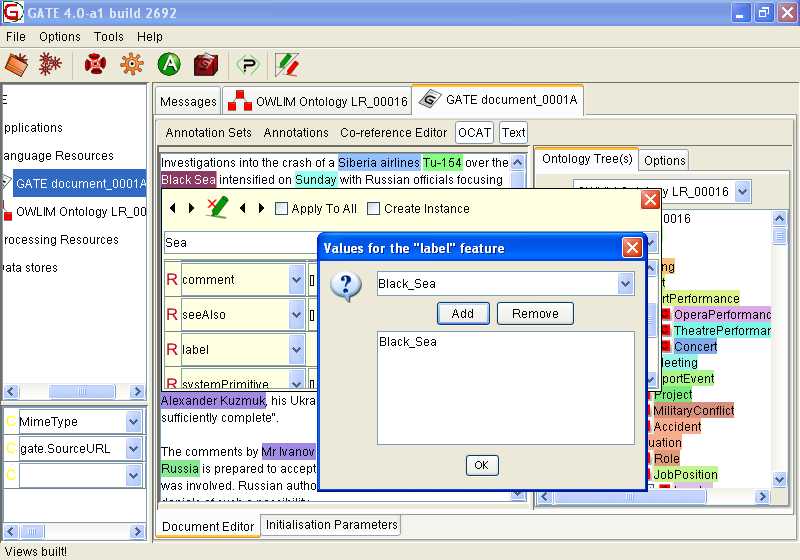 GATE 4.0-a1 build 2692
File Options Tools Help
Messages OWLIM Ontology LR_00016 GATE document_0001A
E
pplications
anguage Resources
GATE document_0001A
OWLIM Ontology LR_00
rocessing Resources
ata stores
MimeType
gate.SourceURL
Annotation Sets Annotations Co-reference Editor OCAT Text
Investigations into the crash of a Siberia airlines Tu-154 over the
Black Sea intensified on Sunday with Russian officials focusing
Apply To All Create Instance
Sea
R comment
R seeAlso
R label
R systemPrimitive
Values for the "label" feature
Black_Sea
Add Remove
Black_Sea
OK
Alexander Kuzmuk, his Ukra
sufficiently complete".
The comments by Mr Ivanov
Russia is prepared to accept
was involved. Russian autho
Ontology Tree(s) Options
OWLIM Ontology LR_00016
0016
ng
t
rtPerformance
OperaPerformanc
TheatrePerforman
Concert
Meeting
portEvent
Project
MilitaryConflict
Accident
uation
Role
JobPosition
Document Editor Initialisation Parameters
Views built!